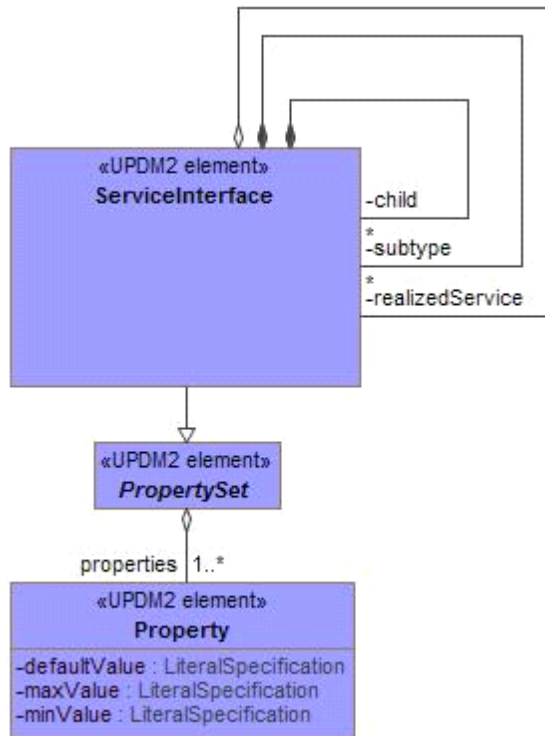 «UPDM2 element»
ServiceInterface
-child
*
-subtype
*
-realizedService
«UPDM2 element»
PropertySet
properties 1..*
«UPDM2 element»
Property
-defaultValue : LiteralSpecification
-maxValue : LiteralSpecification
-minValue : LiteralSpecification